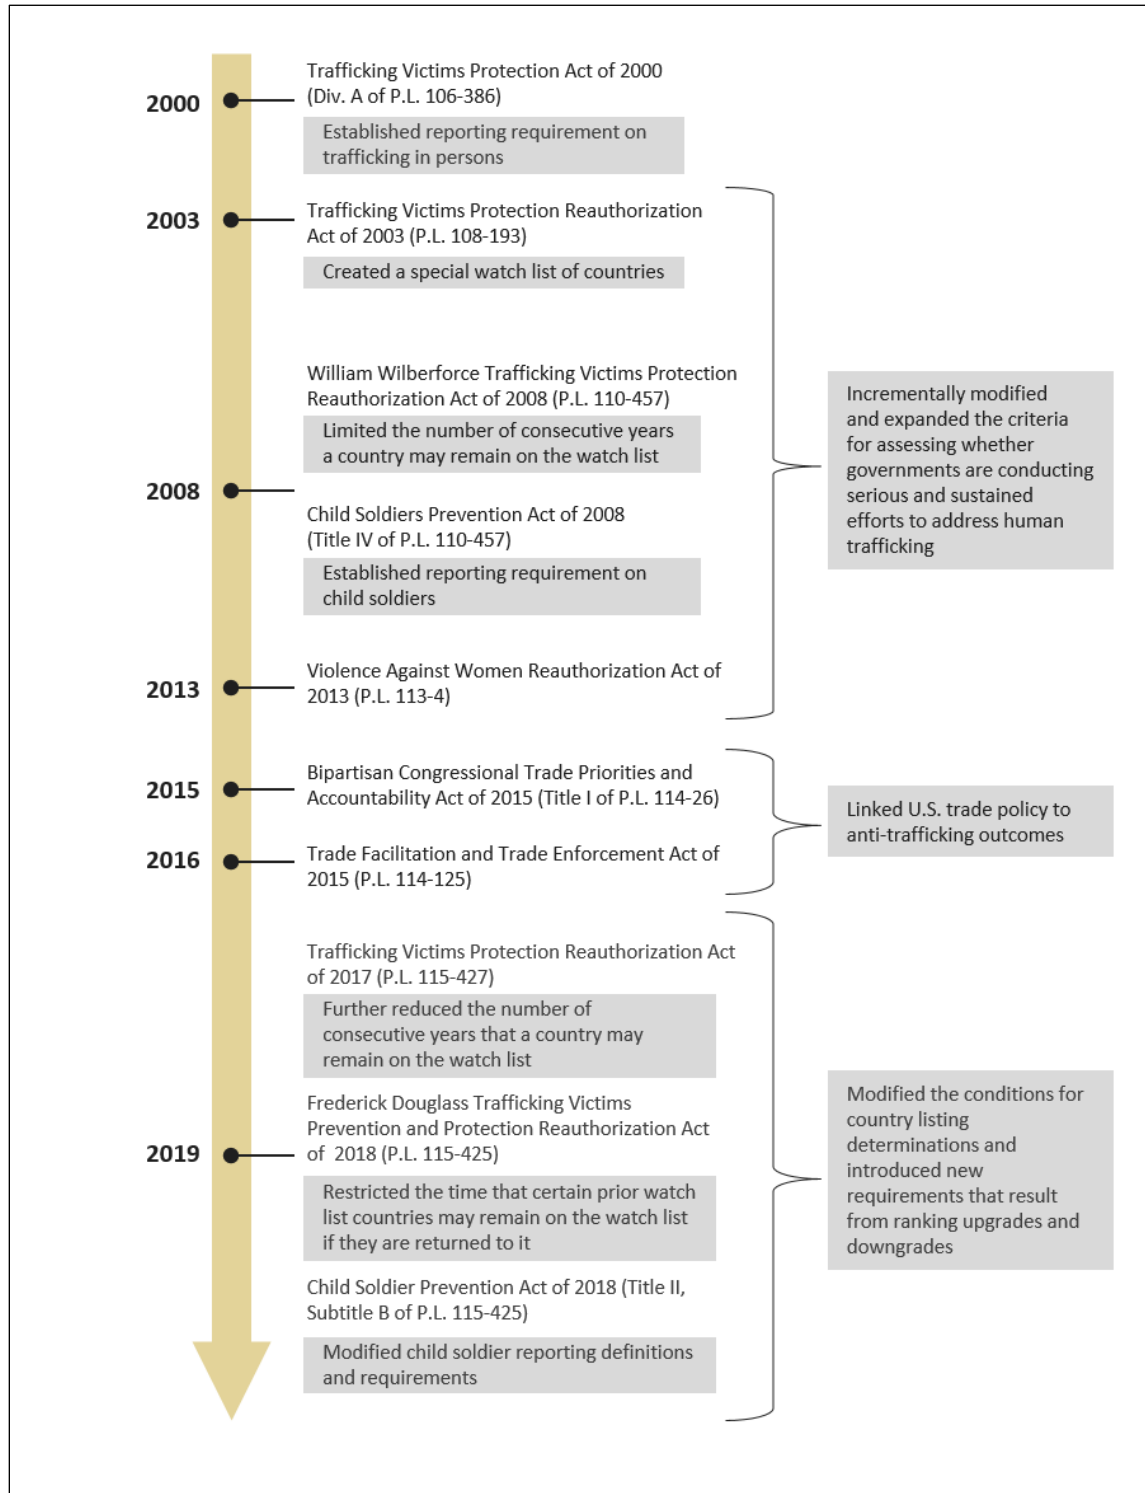 2000
Trafficking Victims Protection Act of 2000
(Div. A of P.L. 106-386)
Established reporting requirement on
trafficking in persons
2003
Trafficking Victims Protection Reauthorization
Act of 2003 (P.L. 108-193)
Created a special watch list of countries
William Wilberforce Trafficking Victims Protection
Reauthorization Act of 2008 (P.L. 110-457)
Limited the number of consecutive years
a country may remain on the watch list
2008
Child Soldiers Prevention Act of 2008
(Title IV of P.L. 110-457)
Established reporting requirement on
child soldiers
2013
Violence Against Women Reauthorization Act of
2013 (P.L. 113-4)
Incrementally modified
and expanded the criteria
for assessing whether
governments are conducting
serious and sustained
efforts to address human
trafficking
2015
Bipartisan Congressional Trade Priorities and
Accountability Act of 2015 (Title I of P.L. 114-26)
2016
Trade Facilitation and Trade Enforcement Act of
2015 (P.L. 114-125)
Linked U.S. trade policy to
anti-trafficking outcomes
Trafficking Victims Protection Reauthorization Act
of 2017 (P.L. 115-427)
Further reduced the number of
consecutive years that a country may
remain on the watch list
2019
Frederick Douglass Trafficking Victims
Prevention and Protection Reauthorization Act
of 2018 (P.L. 115-425)
Restricted the time that certain prior watch
list countries may remain on the watch list
if they are returned to it
Child Soldier Prevention Act of 2018 (Title II,
Subtitle B of P.L. 115-425)
Modified child soldier reporting definitions
and requirements
Modified the conditions for
country listing
determinations and
introduced new
requirements that result
from ranking upgrades and
downgrades